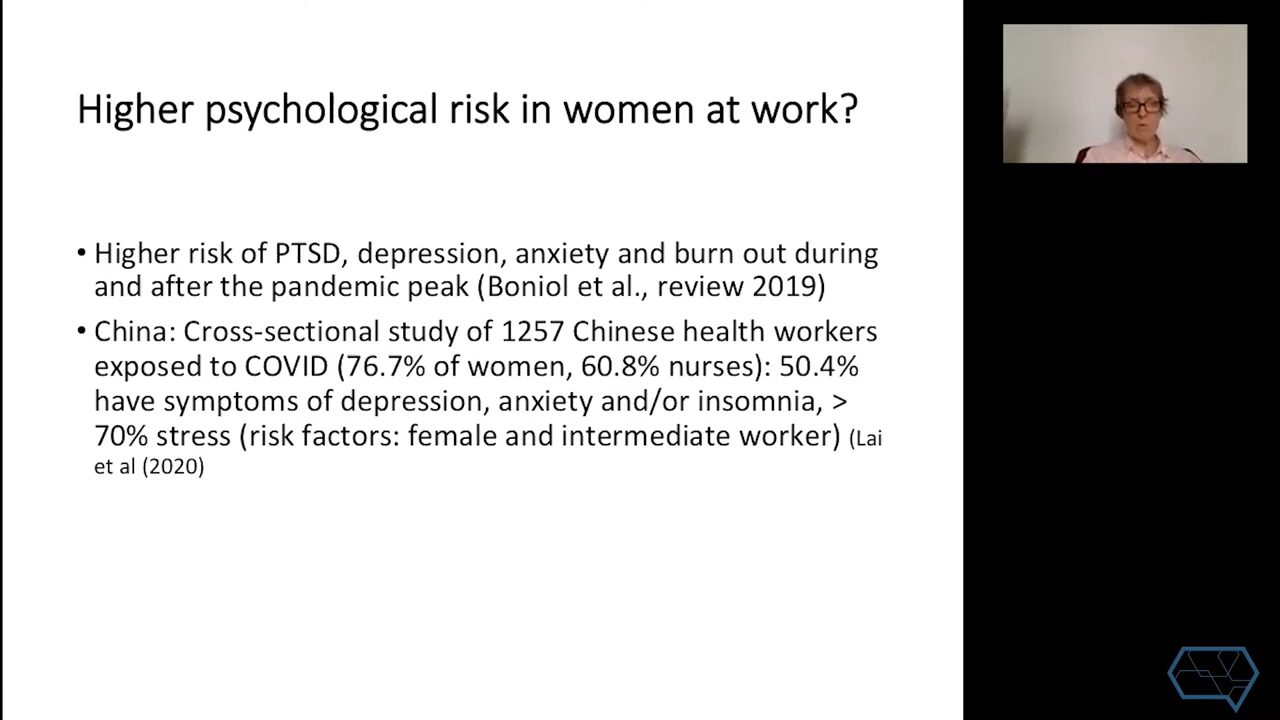 Higher psychological risk in women at work?
• Higher risk of PTSD, depression, anxiety and burn out during
and after the pandemic peak (Boniol et al., review 2019)
• China: Cross-sectional study of 1257 Chinese health workers
exposed to COVID (76.7% of women, 60.8% nurses): 50.4%
have symptoms of depression, anxiety and/or insomnia, >
70% stress (risk factors: female and intermediate worker) (Lai
et al (2020)